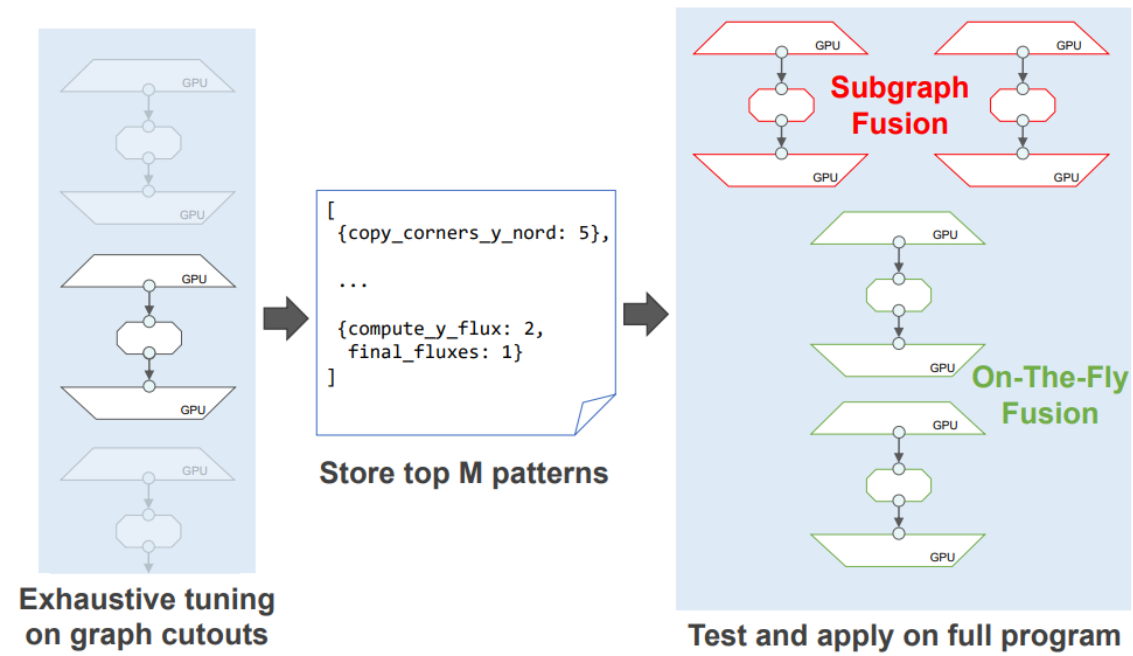 GPU
GPU
GPU
GPU
GPU
Exhaustive tuning
on graph cutouts
[
{copy_corners_y_nord: 5},
...
{compute_y_flux: 2,
final_fluxes: 1}
]
Store top M patterns
GPU
GPU
Subgraph
Fusion
GPU
GPU
GPU
GPU
On-The-Fly
Fusion
GPU
GPU
Test and apply on full program